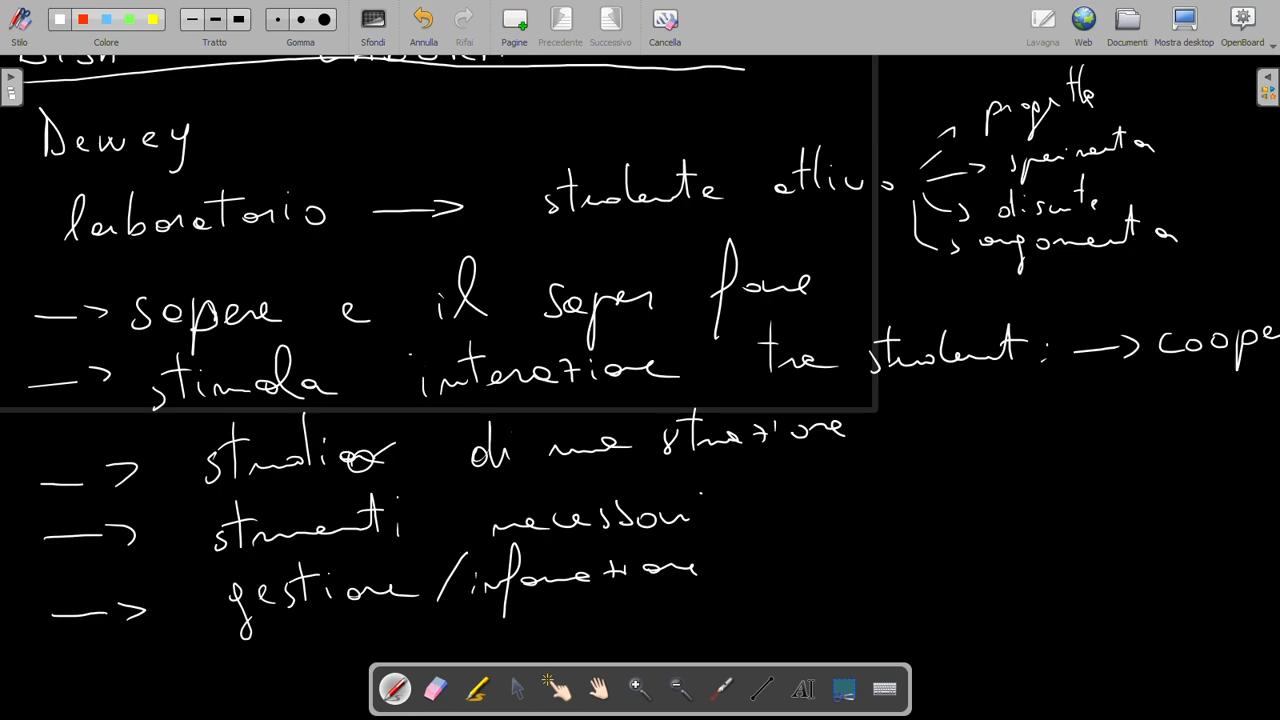 Stilo Colore Tratto Gomma Sfondi Annulla Rifai Pagine Precedente Successivo Cancella Lavagna Web Documenti Mostra desktop OpenBoard
Dewey
laboratorio → studente attivo
→ progetta
→ sperimenta
→ discute
→ argomenta
→ sapere e il saper fare
→ stimola interazione tra studenti → coope
→ studio di una
→ strumenti necessari
→ gestione / informazione